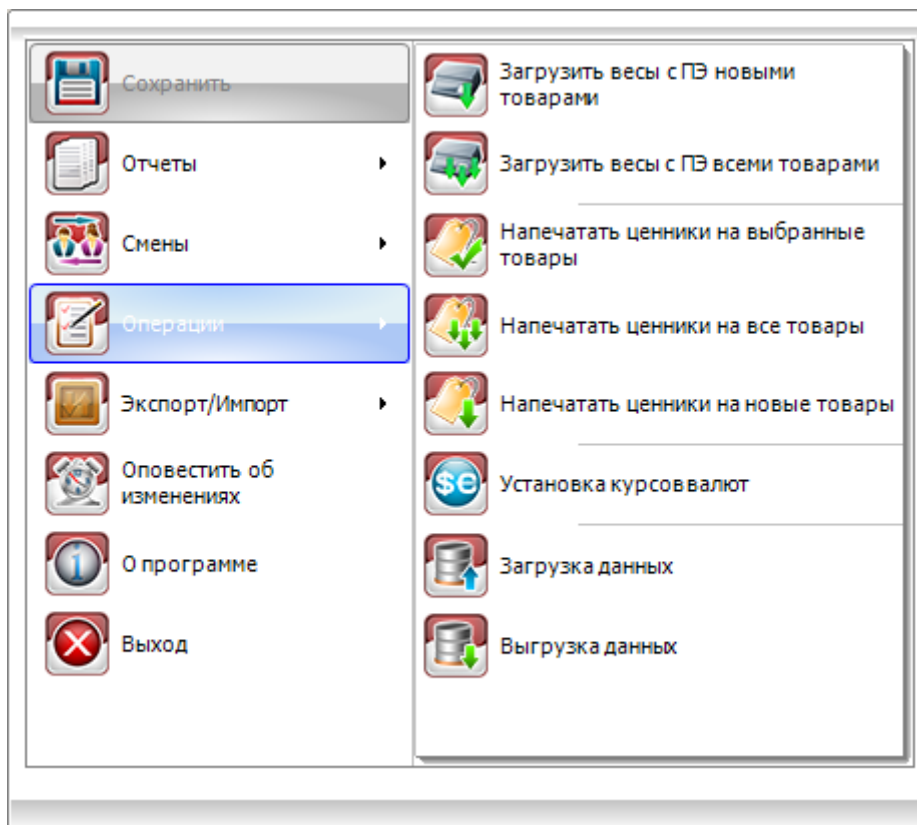 Сохранить
Отчеты
Смены
Операции
Экспорт/Импорт
Оповестить об
изменениях
О программе
Выход
Загрузить весы с ПЭ новыми
товарами
Загрузить весы с ПЭ всеми товарами
Напечатать ценники на выбранные
товары
Напечатать ценники на все товары
Напечатать ценники на новые товары
Установка курсов валют
Загрузка данных
Выгрузка данных